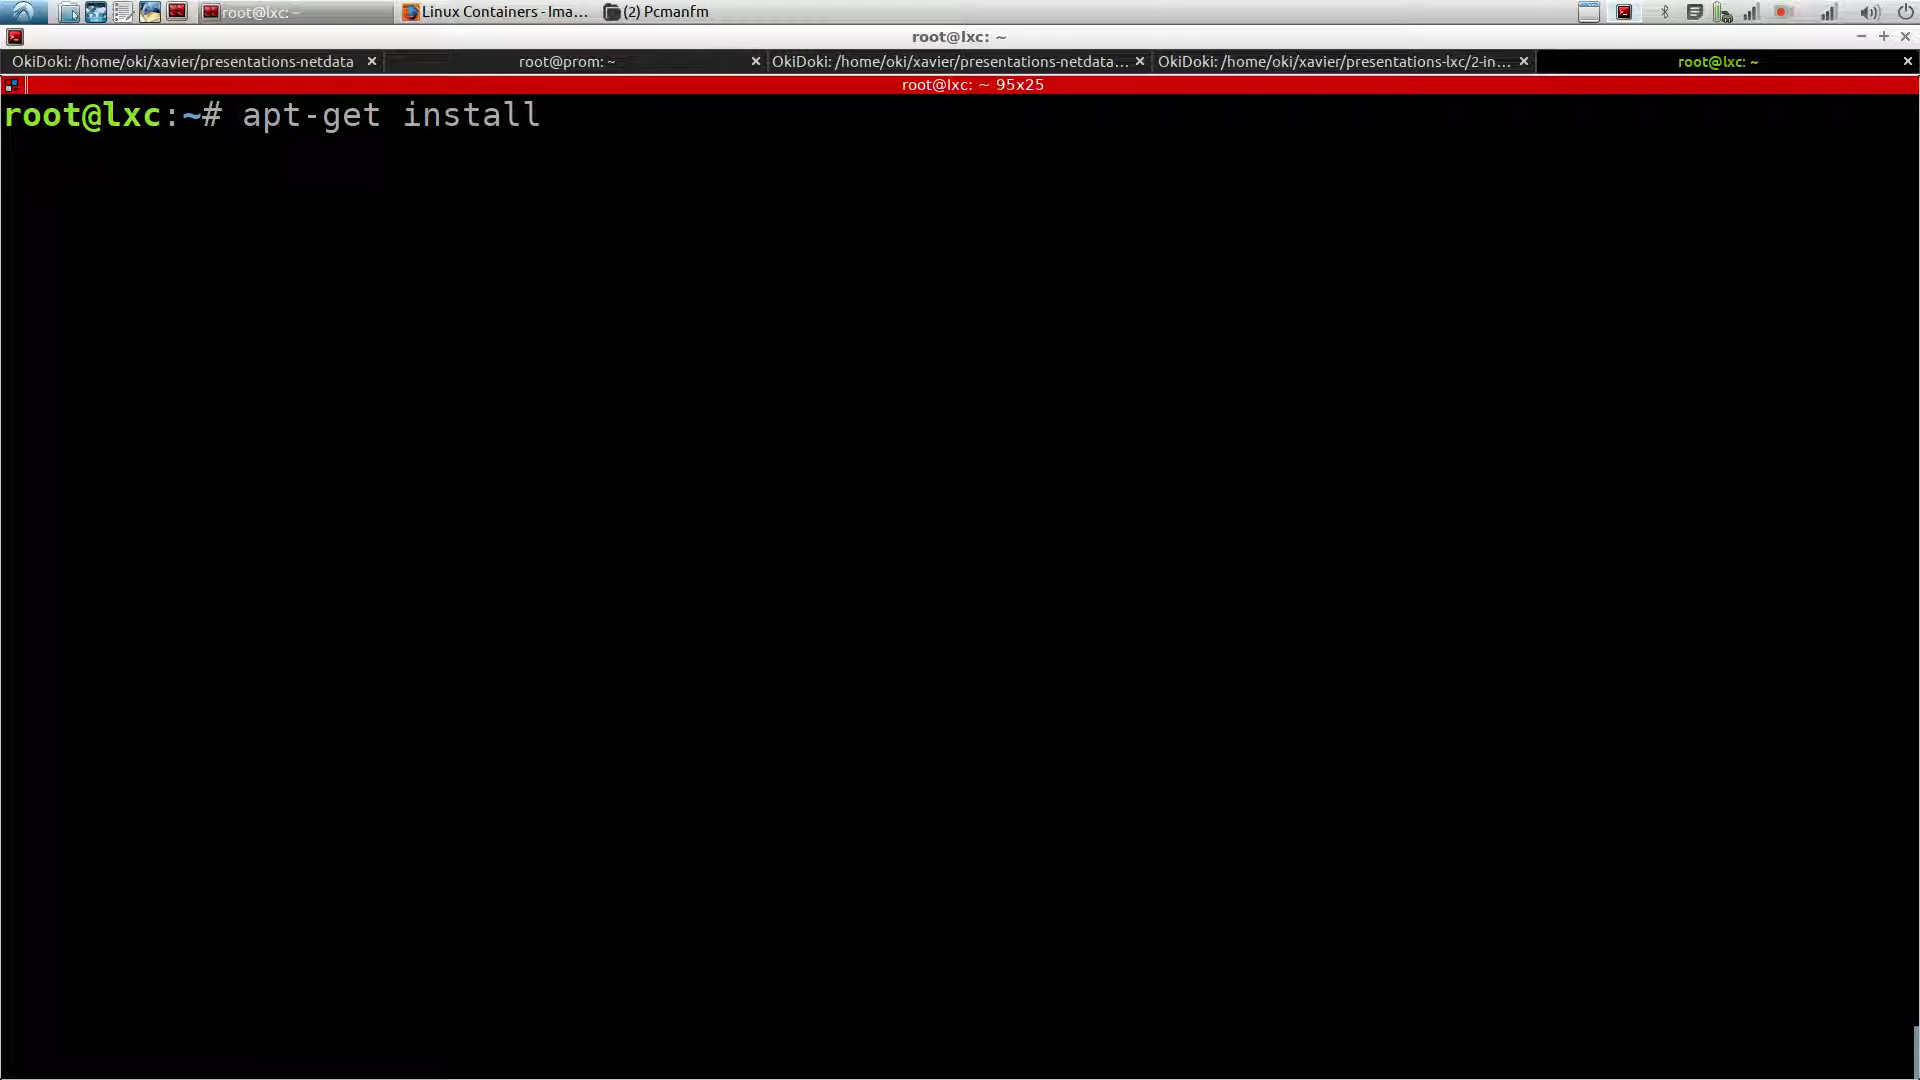 root@lxc: ~
Linux Containers - Ima...
(2) Pcmanfm
root@lxc: ~
OkiDoki: /home/oki/xavier/presentations-netdata
root@prom: ~
OkiDoki: /home/oki/xavier/presentations-netdata...
OkiDoki: /home/oki/xavier/presentations-lxc/2-in...
root@lxc: ~
root@lxc: ~ 95x25
root@lxc:~# apt-get install